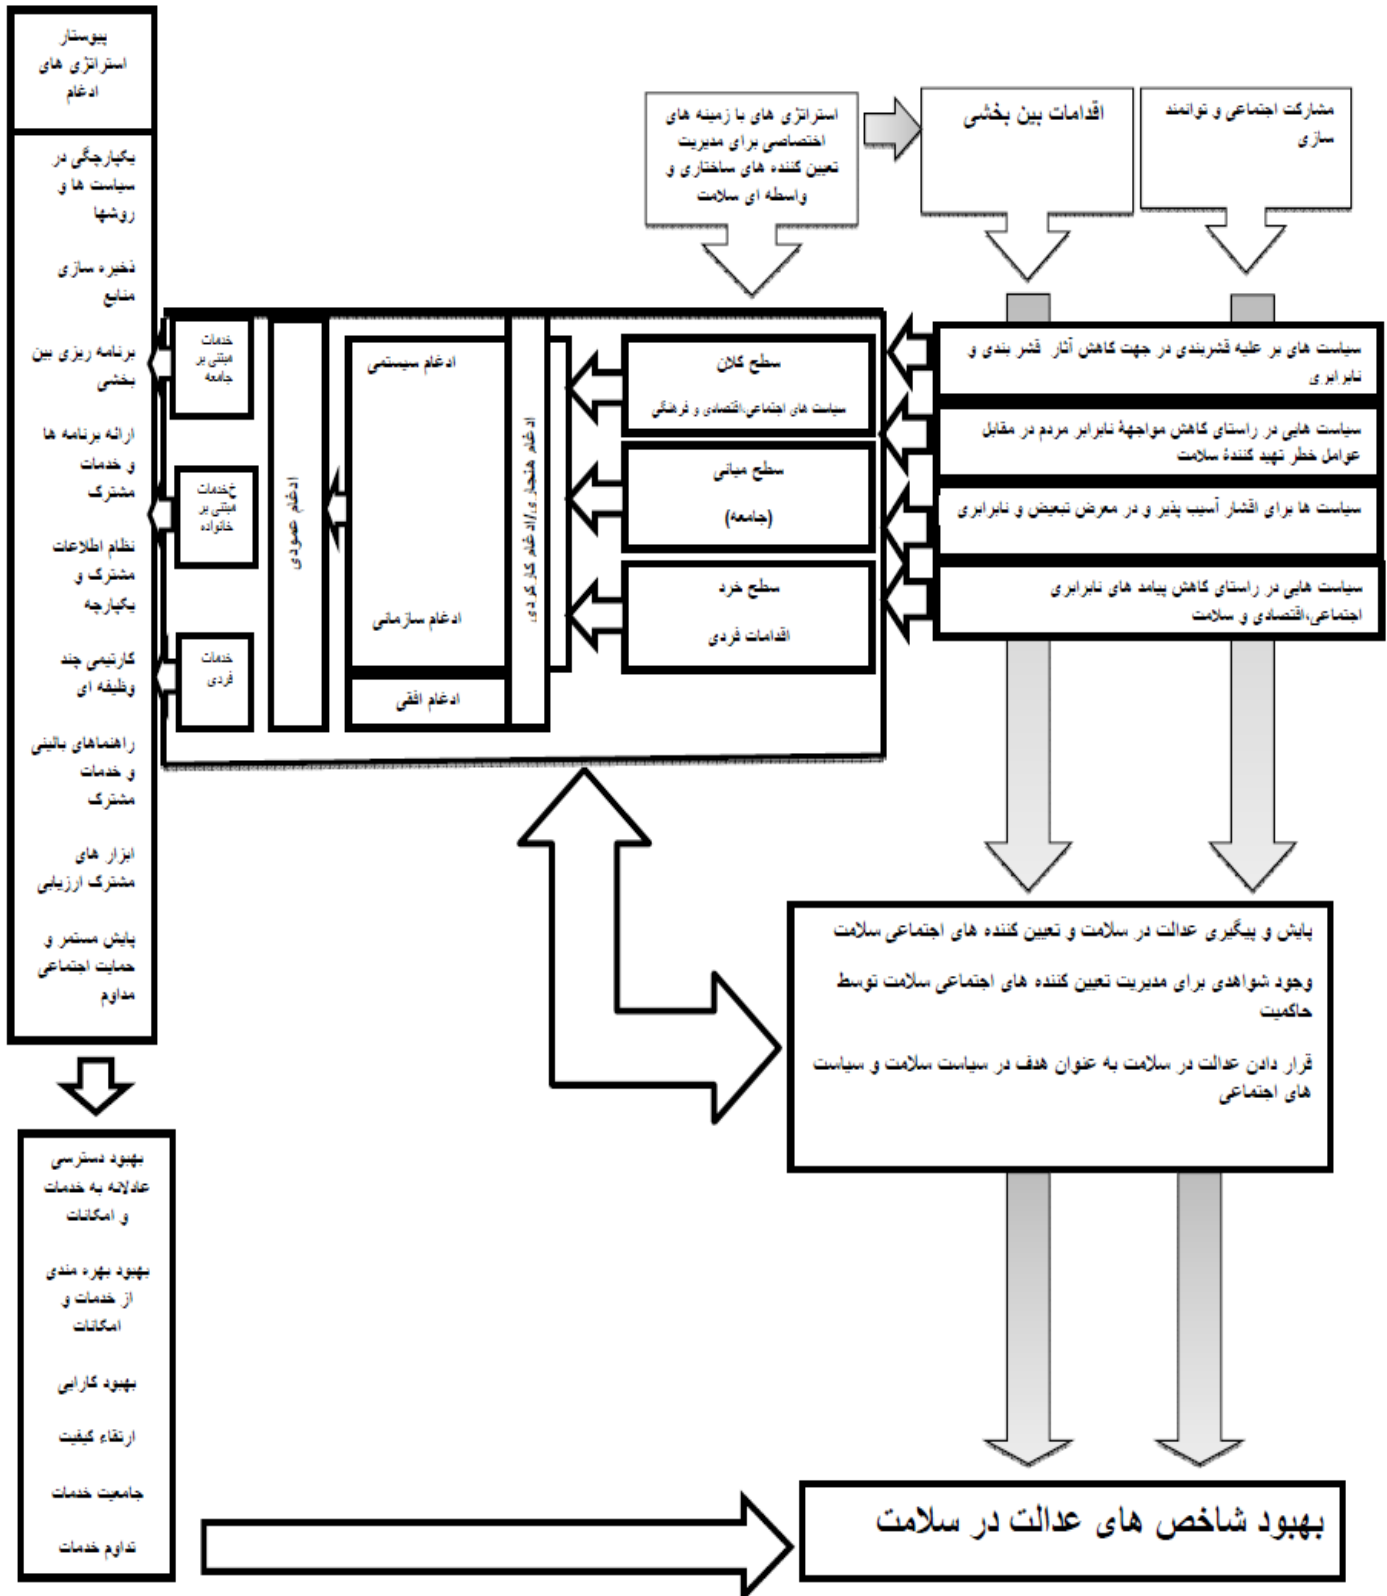 مشارکت اجتماعی و توانمند
سازی
اقدامات بین بخشی
استراتژی های با زمینه های
اختصاصی برای مدیریت
تعیین کننده های ساختاری و
واسطه ای سلامت
سیاست های بر علیه قشربندی در جهت کاهش آثار قشر بندی و
نابرابری
سیاست هایی در راستای کاهش مواجهۀ نابرابر مردم در مقابل
عوامل خطر تهید کنندۀ سلامت
سیاست ها برای اقشار آسیب پذیر و در معرض تبعیض و نابرابری
سیاست هایی در راستای کاهش پیامد های نابرابری
اجتماعی،اقتصادی و سلامت
سطح کلان
سیاست های اجتماعی،اقتصادی و فرهنگی
سطح میانی
(جامعه)
سطح خرد
اقدامات فردی
ادغام هنجاری/ادغام کارکردی
ادغام سیستمی
ادغام سازمانی
ادغام افقی
ادغام عمودی
خدمات
مبتنی بر
جامعه
خخدمات
مبتنی بر
خانواده
خدمات
فردی
پیوستار
استراتژی های
ادغام
یکپارچگی در
سیاست ها و
روشها
ذخیره سازی
منابع
برنامه ریزی بین
بخشی
ارائه برنامه ها
و خدمات
مشترک
نظام اطلاعات
مشترک و
یکپارچه
کارتیمی چند
وظیفه ای
راهنماهای بالینی
و خدمات
مشترک
ابزار های
مشترک ارزیابی
پایش مستمر و
حمایت اجتماعی
مداوم
پایش و پیگیری عدالت در سلامت و تعیین کننده های اجتماعی سلامت
وجود شواهدی برای مدیریت تعیین کننده های اجتماعی سلامت توسط
حاکمیت
قرار دادن عدالت در سلامت به عنوان هدف در سیاست سلامت و سیاست
های اجتماعی
بهبود دسترسی
عادلانه به خدمات
و امکانات
بهبود بهره مندی
از خدمات و
امکانات
بهبود کارایی
ارتقاء کیفیت
جامعیت خدمات
تداوم خدمات
بهبود شاخص های عدالت در سلامت